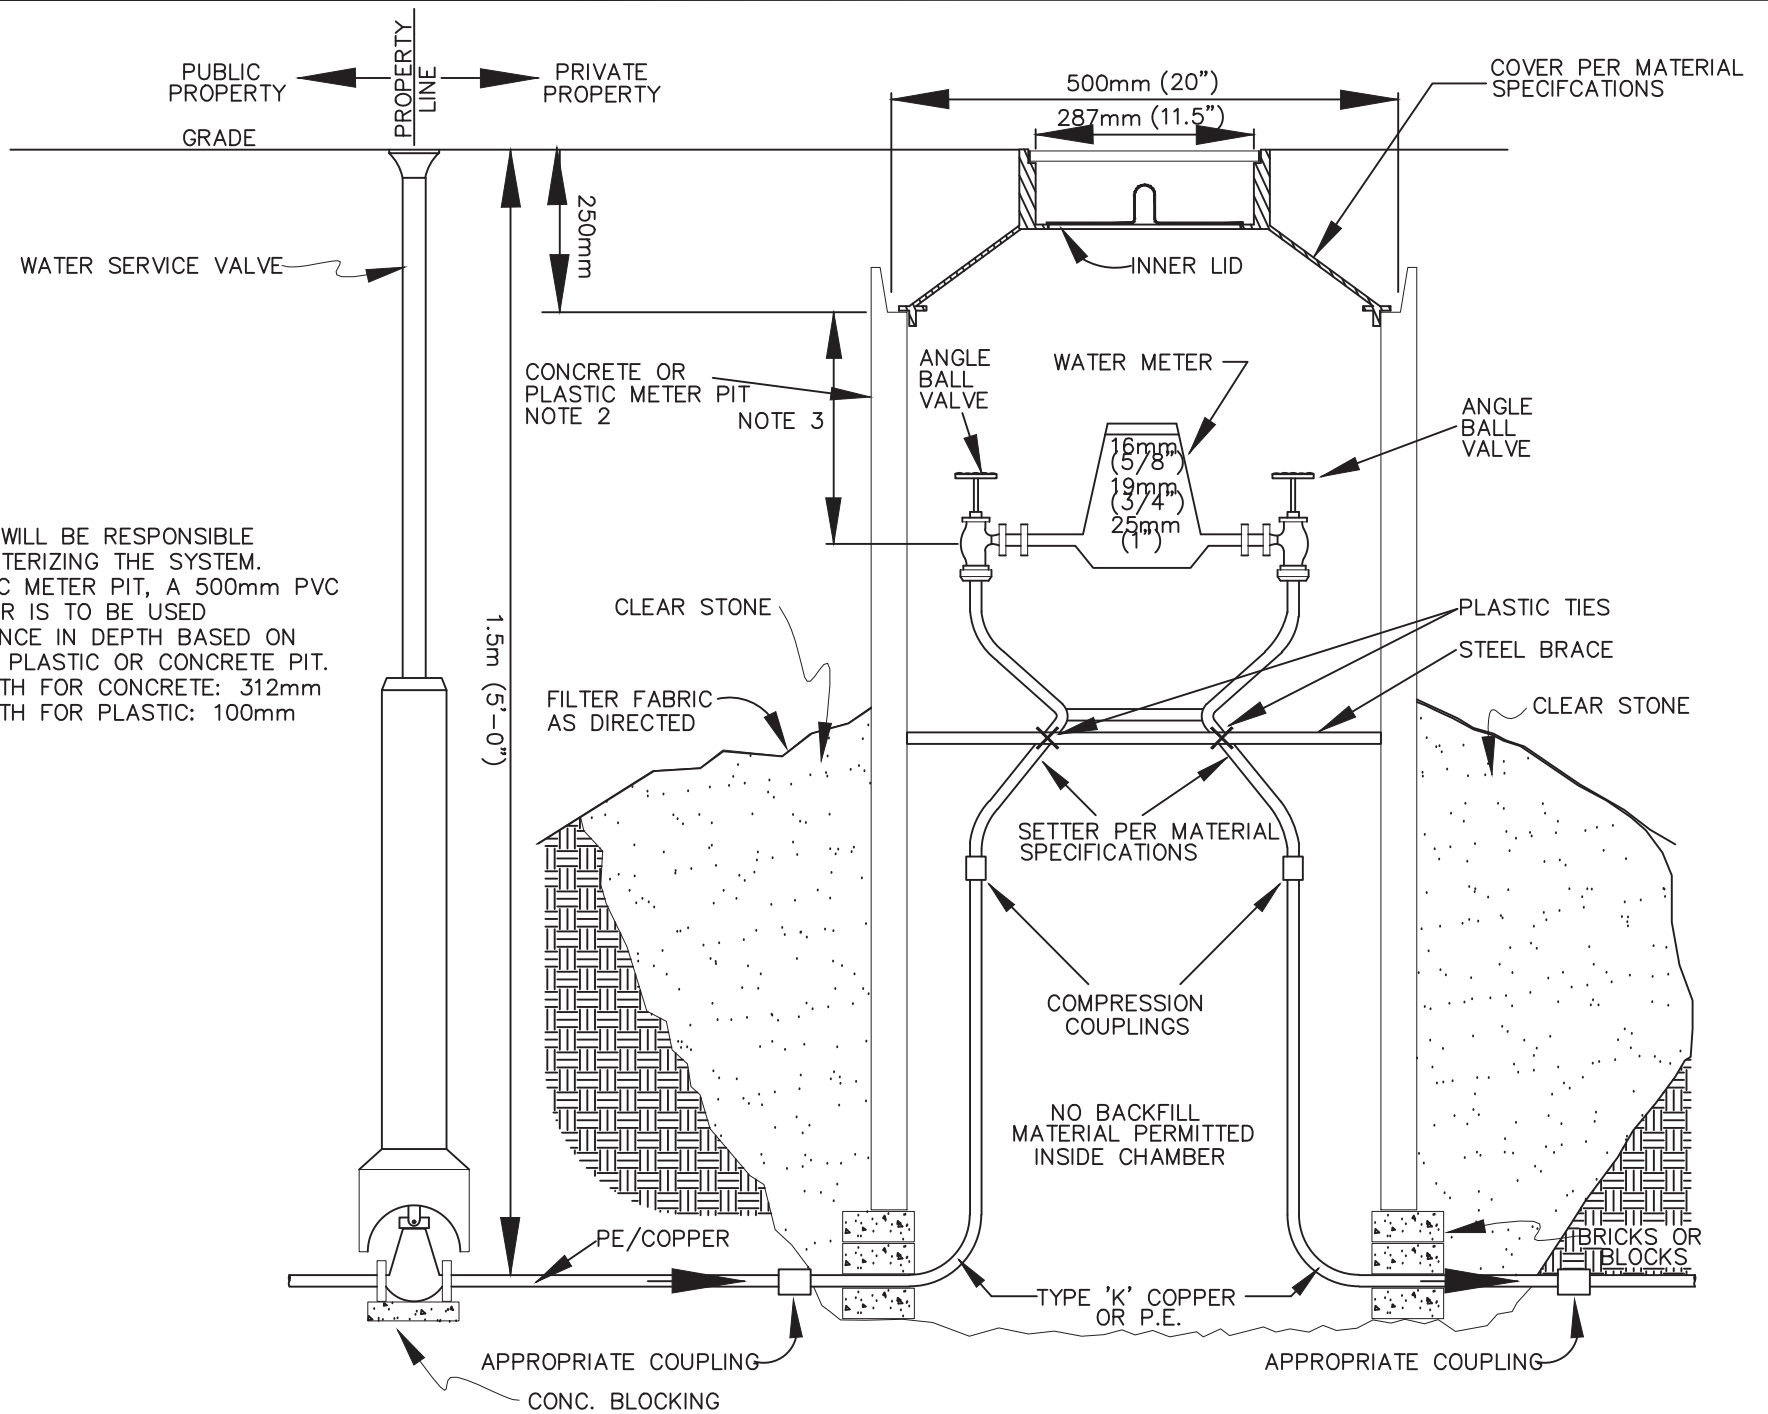 PUBLIC
PROPERTY
PROPERTY
LINE
PRIVATE
PROPERTY
GRADE
500mm (20")
287mm (11.5")
COVER PER MATERIAL
SPECIFCATIONS
250mm
WATER SERVICE VALVE
INNER LID
CONCRETE OR
PLASTIC METER PIT
NOTE 2
NOTE 3
ANGLE
BALL
VALVE
WATER METER
ANGLE
BALL
VALVE
16mm
(5/8")
19mm
(3/4")
25mm
(1")
WILL BE RESPONSIBLE
TERIZING THE SYSTEM.
C METER PIT, A 500mm PVC
R IS TO BE USED
NCE IN DEPTH BASED ON
PLASTIC OR CONCRETE PIT.
TH FOR CONCRETE: 312mm
TH FOR PLASTIC: 100mm
1.5m (5'-0")
CLEAR STONE
FILTER FABRIC
AS DIRECTED
PLASTIC TIES
STEEL BRACE
CLEAR STONE
SETTER PER MATERIAL
SPECIFICATIONS
COMPRESSION
COUPLINGS
NO BACKFILL
MATERIAL PERMITTED
INSIDE CHAMBER
PE/COPPER
BRICKS OR
BLOCKS
TYPE 'K' COPPER
OR P.E.
APPROPRIATE COUPLING
APPROPRIATE COUPLING
CONC. BLOCKING